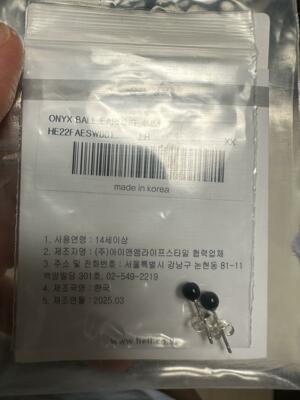 ONYX BALL
made in korea
1. 사용연령 : 14세이상
2. 제조자명 : (주)아이앤엠라이프스타일 협력업체
3. 주소 및 전화번호 : 서울특별시 강남구 논현동 81-11
백암빌딩 301호, 02-549-2219
4. 제조국명 : 한국
5. 제조연월 : 2025.03